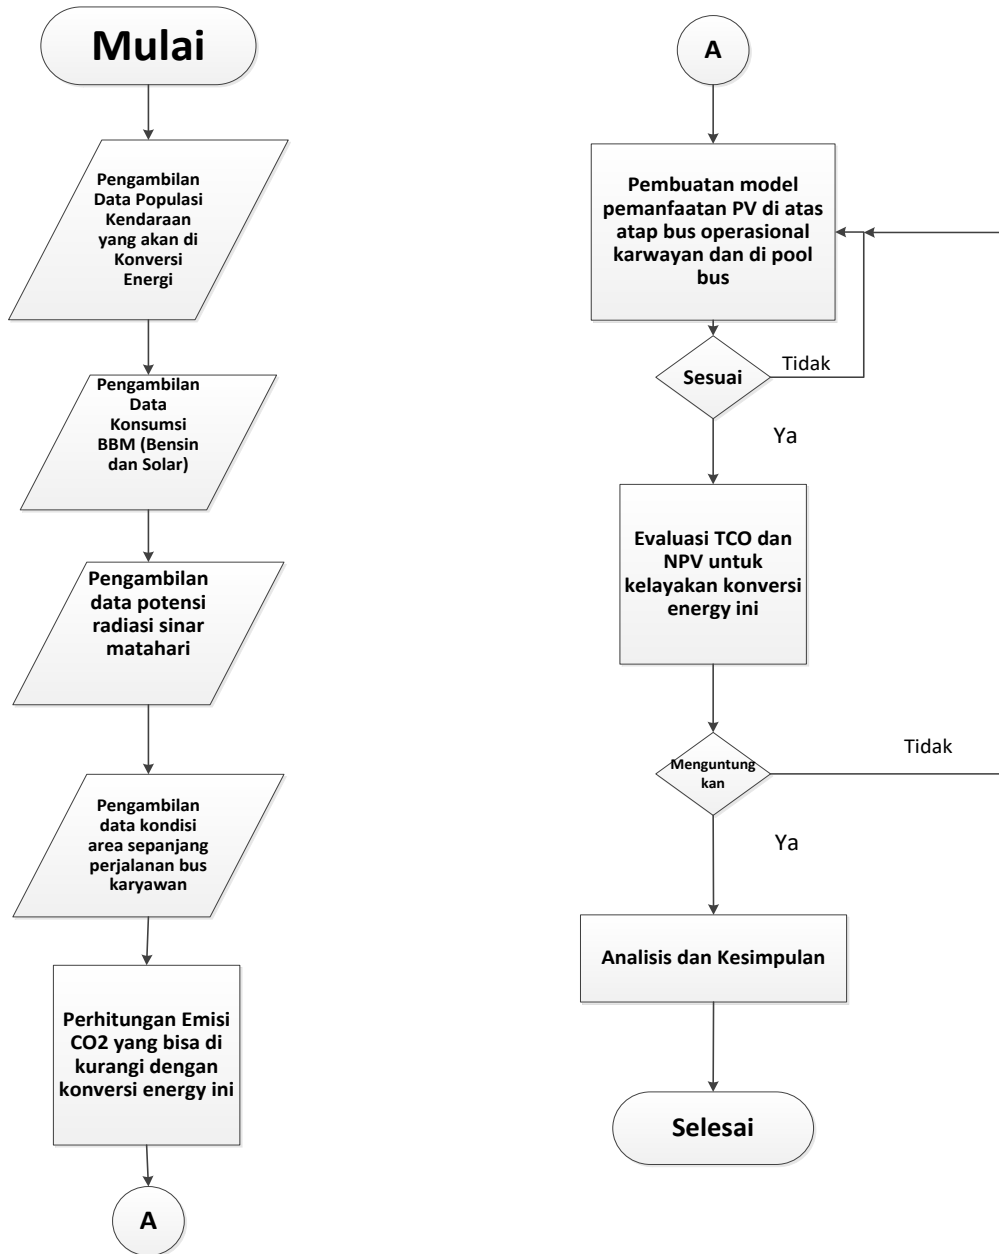 Mulai
Pengambilan
Data Populasi
Kendaraan
yang akan di
Konversi
Energi
Pengambilan
Data
Konsumsi
BBM (Bensin
dan Solar)
Pengambilan
data potensi
radiasi sinar
matahari
Pengambilan
data kondisi
area sepanjang
perjalanan bus
karyawan
Perhitungan Emisi
CO2 yang bisa di
kurangi dengan
konversi energy ini
A
A
Pembuatan model
pemanfaatan PV di atas
atap bus operasional
karwayan dan di pool
bus
Sesuai
Tidak
Ya
Evaluasi TCO dan
NPV untuk
kelayakan konversi
energy ini
Menguntung
kan
Tidak
Ya
Analisis dan Kesimpulan
Selesai